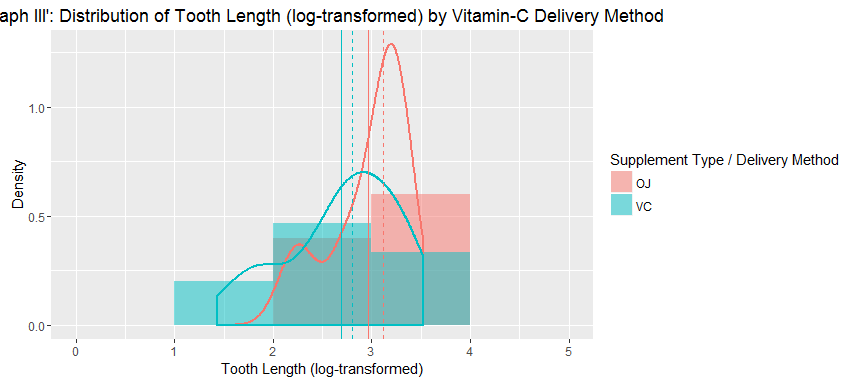 aph III': Distribution of Tooth Length (log-transformed) by Vitamin-C Delivery Method
1.0
0.5
0.0
Density
0
1
2
3
4
5
Tooth Length (log-transformed)
Supplement Type / Delivery Method
OJ
VC